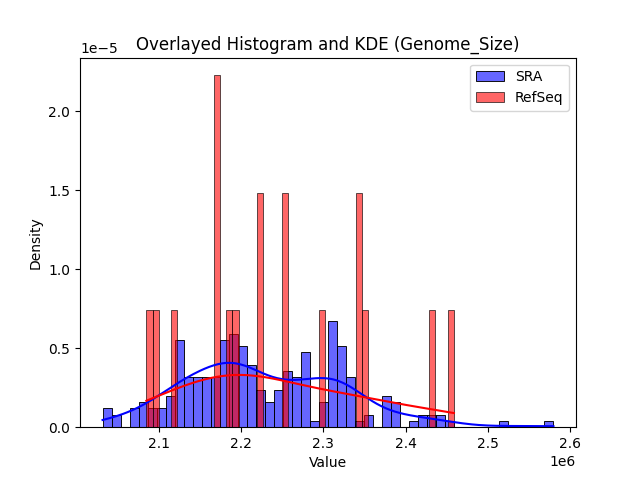 Overlayed Histogram and KDE (Genome_Size)
1e−5
SRA
RefSeq
2.0
1.5
1.0
0.5
0.0
Density
2.1
2.2
2.3
2.4
2.5
2.6
1e6
Value